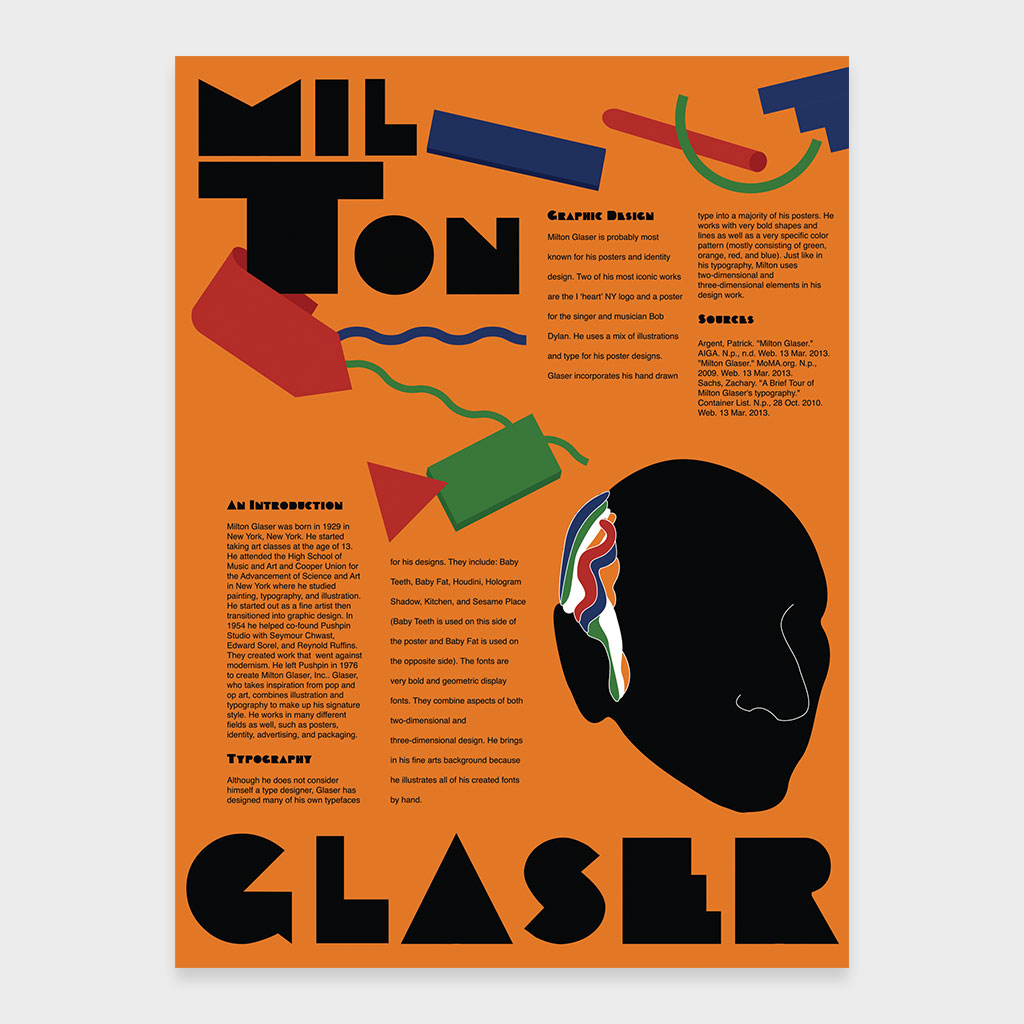 MIL
TON
An Introduction
Milton Glaser was born in 1929 in
New York, New York. He started
taking art classes at the age of 13.
He attended the High School of
Music and Art and Cooper Union for
the Advancement of Science and Art
in New York where he studied
painting, typography, and illustration.
He started out as a fine artist then
transitioned into graphic design. In
1954 he helped co-found Pushpin
Studio with Seymour Chwast,
Edward Sorel, and Reynold Ruffins.
They created work that went against
modernism. He left Pushpin in 1976
to create Milton Glaser, Inc.. Glaser,
who takes inspiration from pop and
op art, combines illustration and
typography to make up his signature
style. He works in many different
fields as well, such as posters,
identity, advertising, and packaging.
Typography
Although he does not consider
himself a type designer, Glaser has
designed many of his own typefaces
for his designs. They include: Baby
Teeth, Baby Fat, Houdini, Hologram
Shadow, Kitchen, and Sesame Place
(Baby Teeth is used on this side of
the poster and Baby Fat is used on
the opposite side). The fonts are
very bold and geometric display
fonts. They combine aspects of both
two-dimensional and
three-dimensional design. He brings
in his fine arts background because
he illustrates all of his created fonts
by hand.
Graphic Design
Milton Glaser is probably most
known for his posters and identity
design. Two of his most iconic works
are the I 'heart' NY logo and a poster
for the singer and musician Bob
Dylan. He uses a mix of illustrations
and type for his poster designs.
Glaser incorporates his hand drawn
type into a majority of his posters. He
works with very bold shapes and
lines as well as a very specific color
pattern (mostly consisting of green,
orange, red, and blue). Just like in
his typography, Milton uses
two-dimensional and
three-dimensional elements in his
design work.
Sources
Argent, Patrick. "Milton Glaser."
AIGA. N.p., n.d. Web. 13 Mar. 2013.
"Milton Glaser." MoMA.org. N.p.,
2009. Web. 13 Mar. 2013.
Sachs, Zachary. "A Brief Tour of
Milton Glaser's typography."
Container List. N.p., 28 Oct. 2010.
Web. 13 Mar. 2013.
GLASER